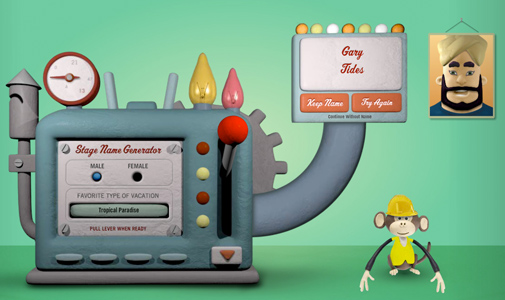 Gary
Tides
Keep Name
Try Again
Continue Without Name
Stage Name Generator
MALE
FEMALE
FAVORITE TYPE OF VACATION
Tropical Paradise
PULL LEVER WHEN READY